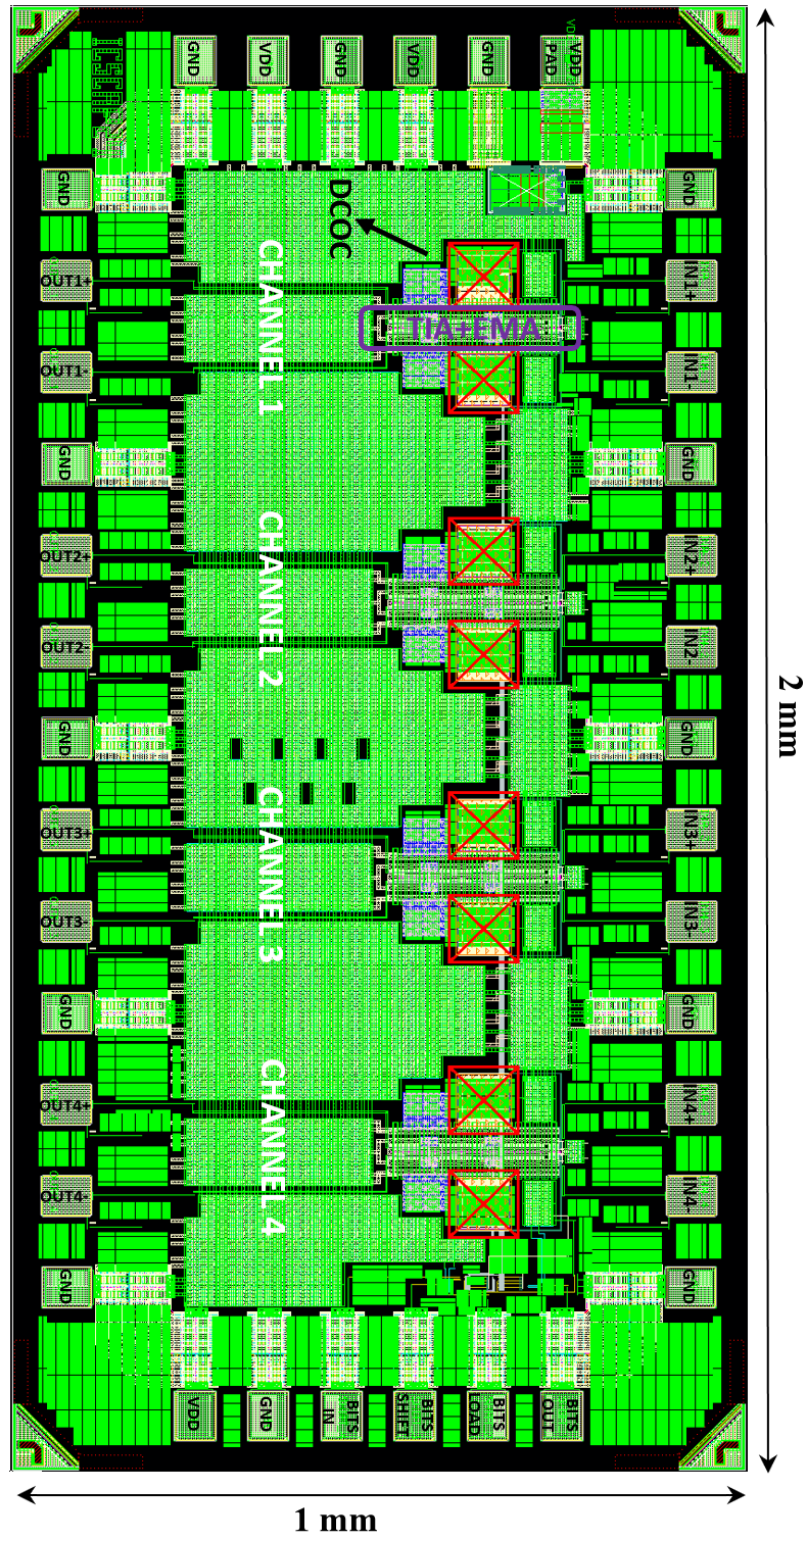 GND
VDD
GND
VDD
GND
VDD
PAD
GND
GND
DCOC
OUT1+
IN1+
TIA+EMA
CHANNEL 1
OUT1-
IN1-
GND
GND
OUT2+
IN2+
CHANNEL 2
OUT2-
IN2-
2 mm
GND
GND
OUT3+
IN3+
CHANNEL 3
OUT3-
IN3-
GND
GND
OUT4+
IN4+
CHANNEL 4
OUT4-
IN4-
GND
GND
VDD
GND
BITS
IN
BITS
SHIFT
BITS
LOAD
BITS
OUT
1 mm